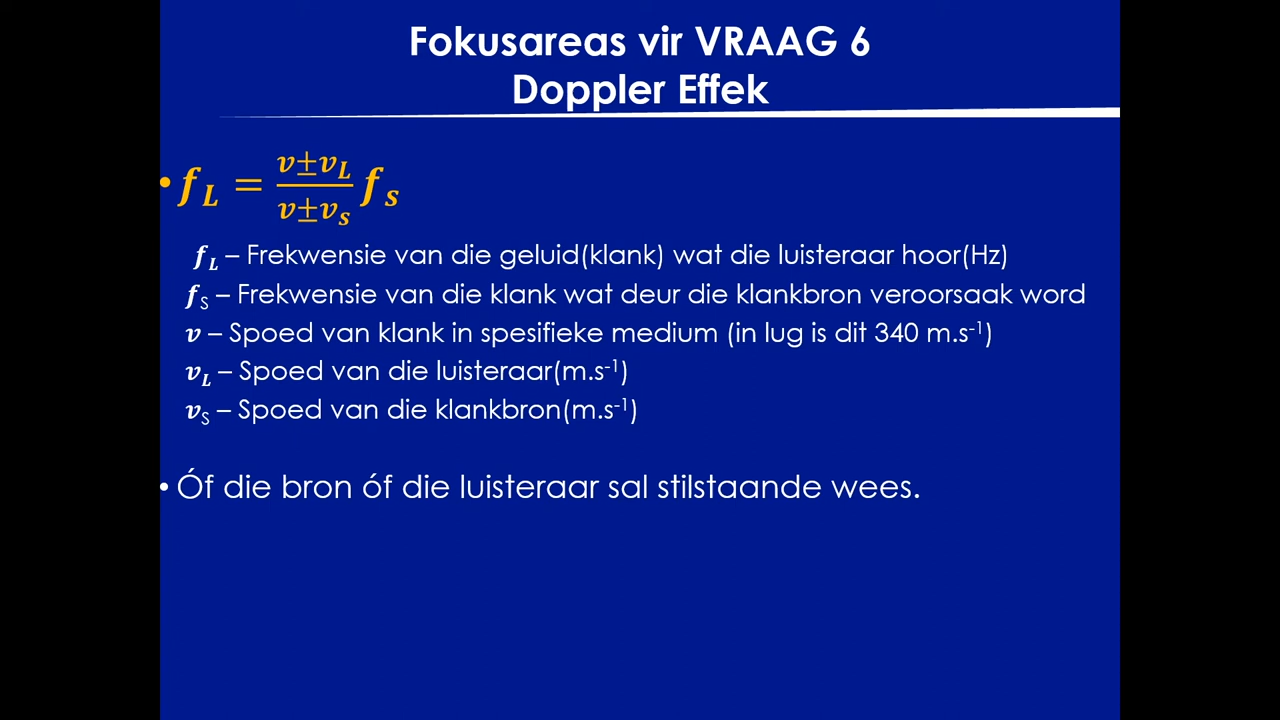 Fokusareas vir VRAAG 6
Doppler Effek
• f_L = (v±v_L)/(v±v_s) f_s
f_L – Frekwensie van die geluid(klank) wat die luisteraar hoor(Hz)
f_S – Frekwensie van die klank wat deur die klankbron veroorsaak word
v – Spoed van klank in spesifieke medium (in lug is dit 340 m.s⁻¹)
v_L – Spoed van die luisteraar(m.s⁻¹)
v_S – Spoed van die klankbron(m.s⁻¹)
• Óf die bron óf die luisteraar sal stilstaande wees.